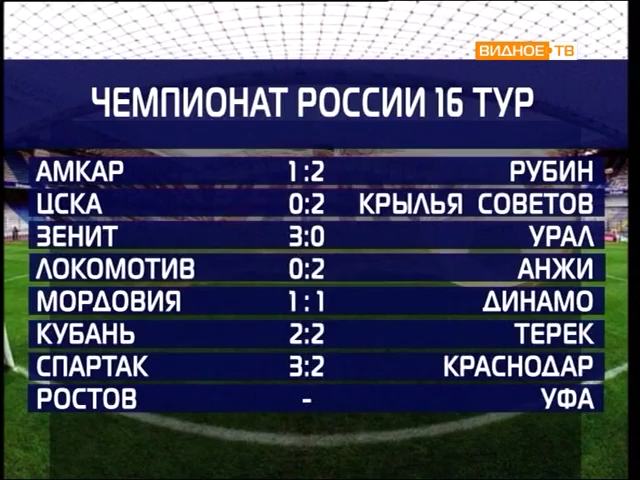 ВИДНОЕ ТВ
ЧЕМПИОНАТ РОССИИ 16 ТУР
АМКАР 1:2 РУБИН
ЦСКА 0:2 КРЫЛЬЯ СОВЕТОВ
ЗЕНИТ 3:0 УРАЛ
ЛОКОМОТИВ 0:2 АНЖИ
МОРДОВИЯ 1:1 ДИНАМО
КУБАНЬ 2:2 ТЕРЕК
СПАРТАК 3:2 КРАСНОДАР
РОСТОВ - УФА